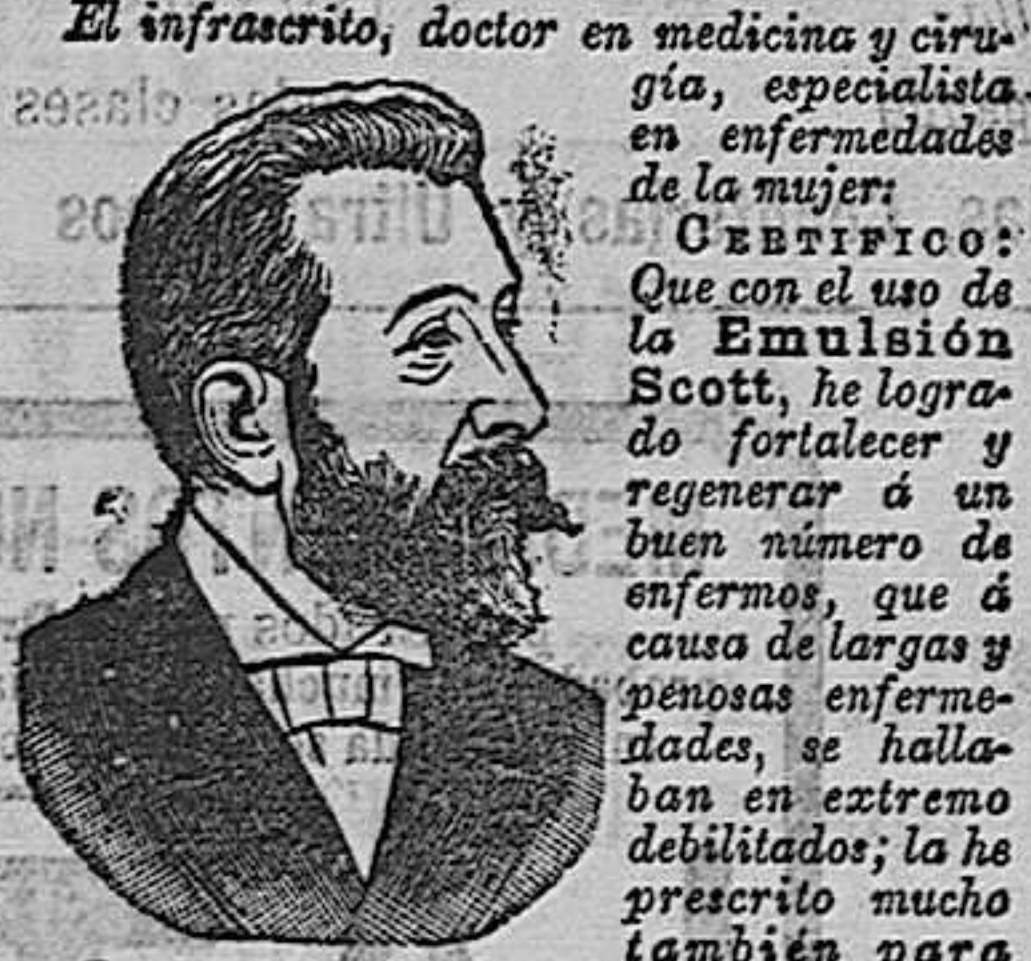 El infrascrito, doctor en medicina y ciru-
gía, especialista
en enfermedades
de la mujer:
CERTIFICO:
Que con el uso de
la Emulsión
Scott, he logra-
do fortalecer y
regenerar á un
buen número de
enfermos, que á
causa de largas y
penosas enferme-
dades, se halla-
ban en extremo
debilitados; la he
prescrito mucho
también para